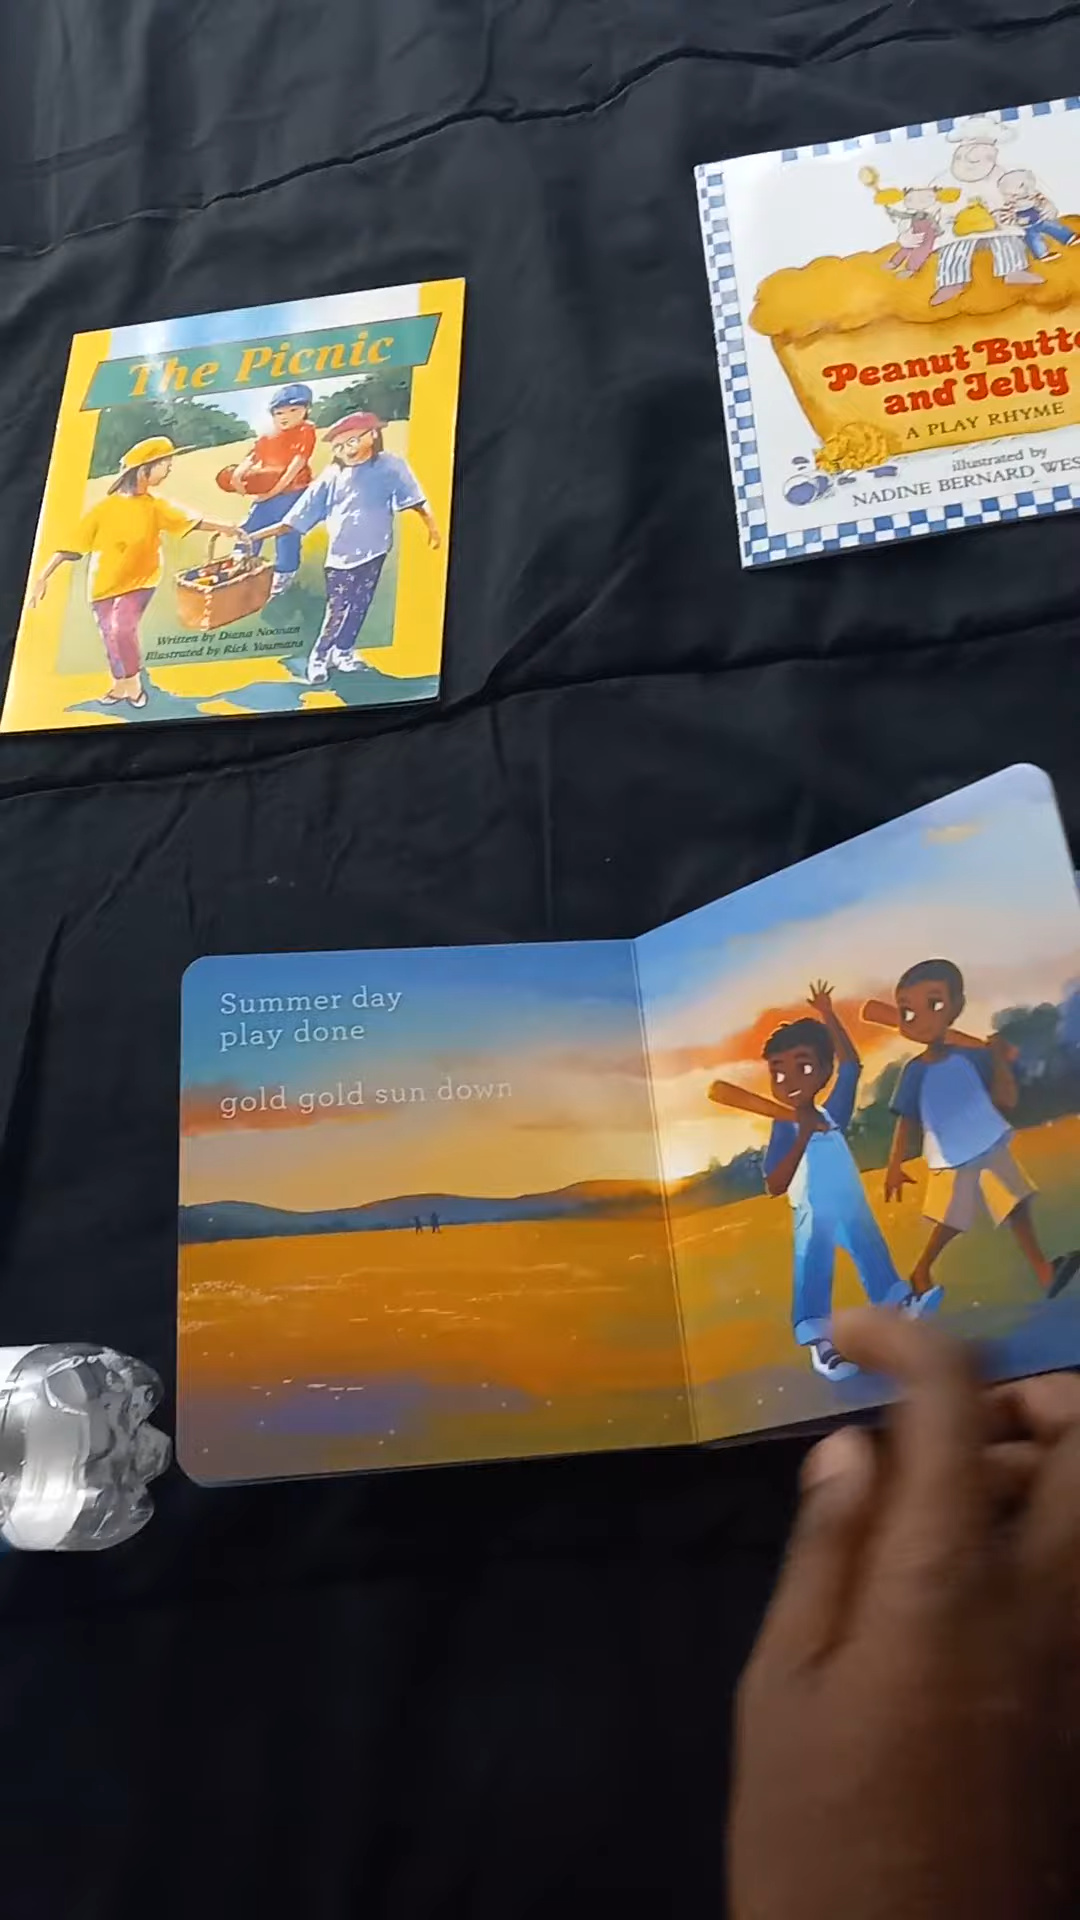 The Picnic
Written by Diana Noonan
Illustrated by Rick Youmans
Peanut Butte
and Jelly
A PLAY RHYME
illustrated by
NADINE BERNARD WES
Summer day
play done
gold gold sun down